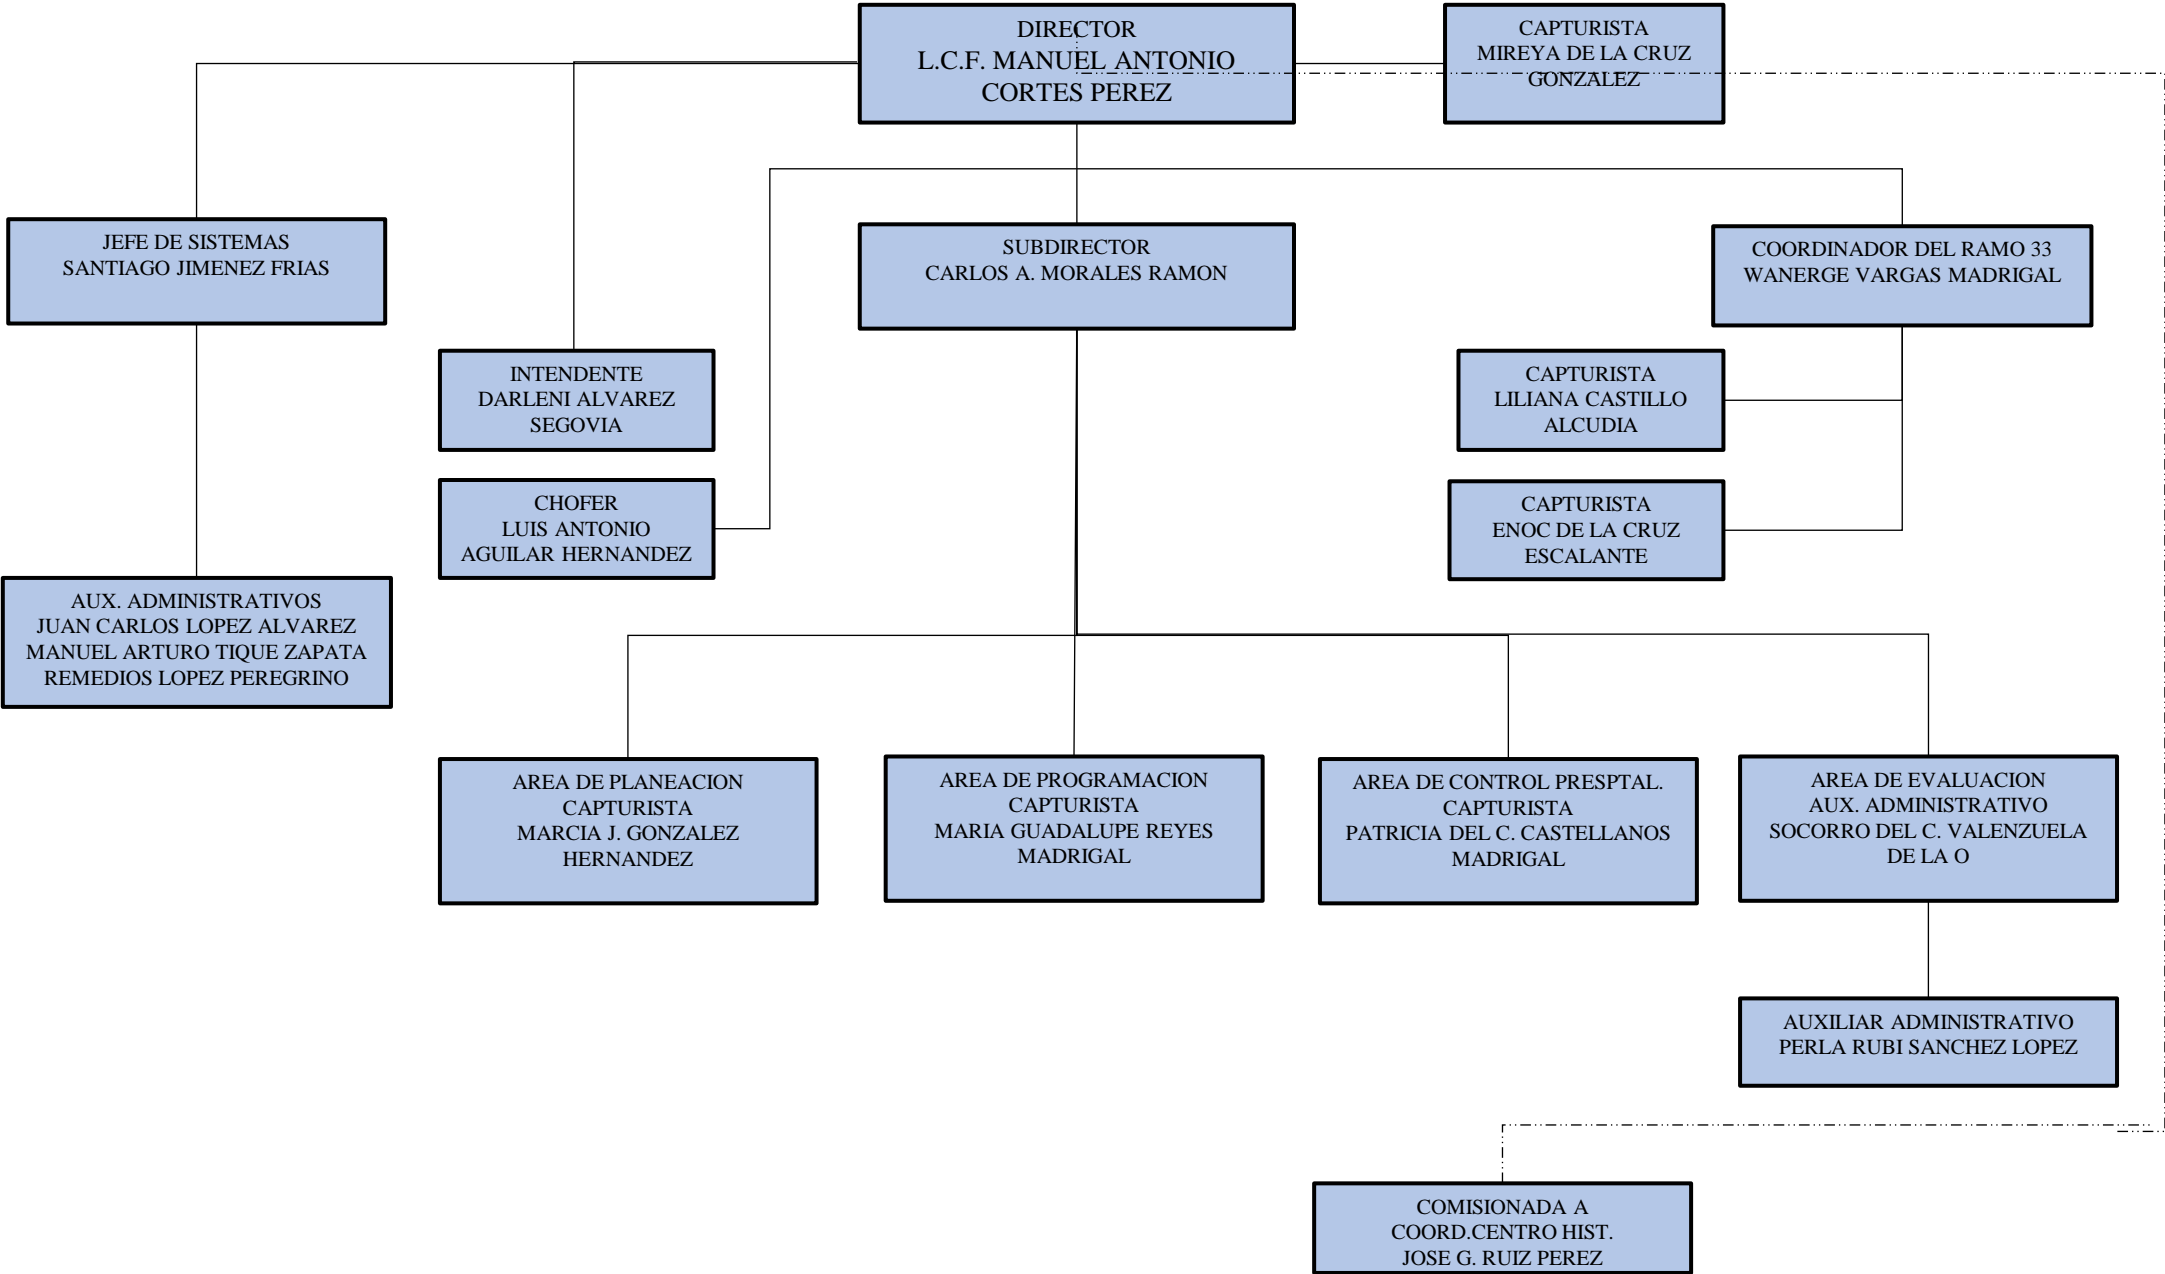 DIRECTOR
L.C.F. MANUEL ANTONIO
CORTES PEREZ
CAPTURISTA
MIREYA DE LA CRUZ
GONZALEZ
JEFE DE SISTEMAS
SANTIAGO JIMENEZ FRIAS
SUBDIRECTOR
CARLOS A. MORALES RAMON
COORDINADOR DEL RAMO 33
WANERGE VARGAS MADRIGAL
INTENDENTE
DARLENI ALVAREZ
SEGOVIA
CAPTURISTA
LILIANA CASTILLO
ALCUDIA
CHOFER
LUIS ANTONIO
AGUILAR HERNANDEZ
CAPTURISTA
ENOC DE LA CRUZ
ESCALANTE
AUX. ADMINISTRATIVOS
JUAN CARLOS LOPEZ ALVAREZ
MANUEL ARTURO TIQUE ZAPATA
REMEDIOS LOPEZ PEREGRINO
AREA DE PLANEACION
CAPTURISTA
MARCIA J. GONZALEZ
HERNANDEZ
AREA DE PROGRAMACION
CAPTURISTA
MARIA GUADALUPE REYES
MADRIGAL
AREA DE CONTROL PRESPTAL.
CAPTURISTA
PATRICIA DEL C. CASTELLANOS
MADRIGAL
AREA DE EVALUACION
AUX. ADMINISTRATIVO
SOCORRO DEL C. VALENZUELA
DE LA O
AUXILIAR ADMINISTRATIVO
PERLA RUBI SANCHEZ LOPEZ
COMISIONADA A
COORD.CENTRO HIST.
JOSE G. RUIZ PEREZ